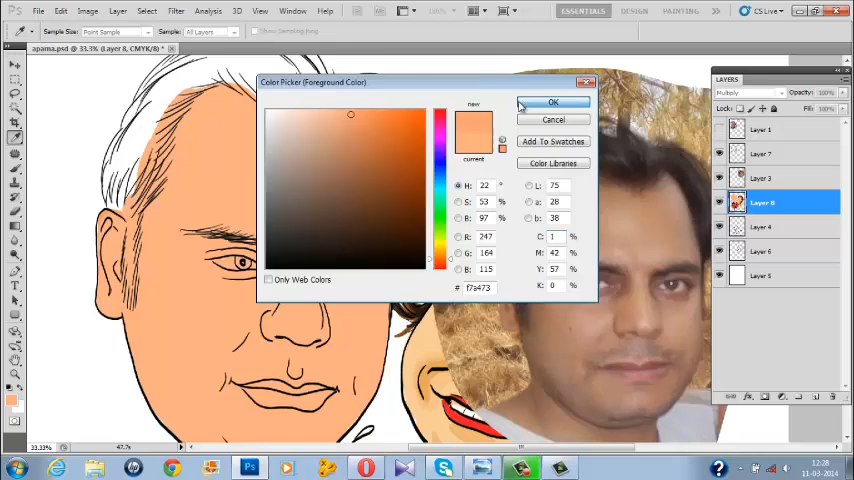 Ps File Edit Image Layer Select Filter Analysis 3D View Window Help
ESSENTIALS DESIGN PAINTING CS Live
Sample: Point Sample Sample: All Layers Show Sampling Ring
apama.psd @ 33.3% (Layer 8, CMYK/8) *
Color Picker (Foreground Color)
new
current
OK
Cancel
Add To Swatches
Color Libraries
H: 22 °
S: 53 %
B: 97 %
R: 247
G: 164
B: 115
# f7a473
L: 75
a: 28
b: 38
C: 1 %
M: 42 %
Y: 57 %
K: 0 %
Only Web Colors
LAYERS
Multiply Opacity: 100%
Lock: Fill: 100%
Layer 1
Layer 7
Layer 3
Layer 8
Layer 4
Layer 6
Layer 5
33.33% 47.7s
12:28
11-03-2014